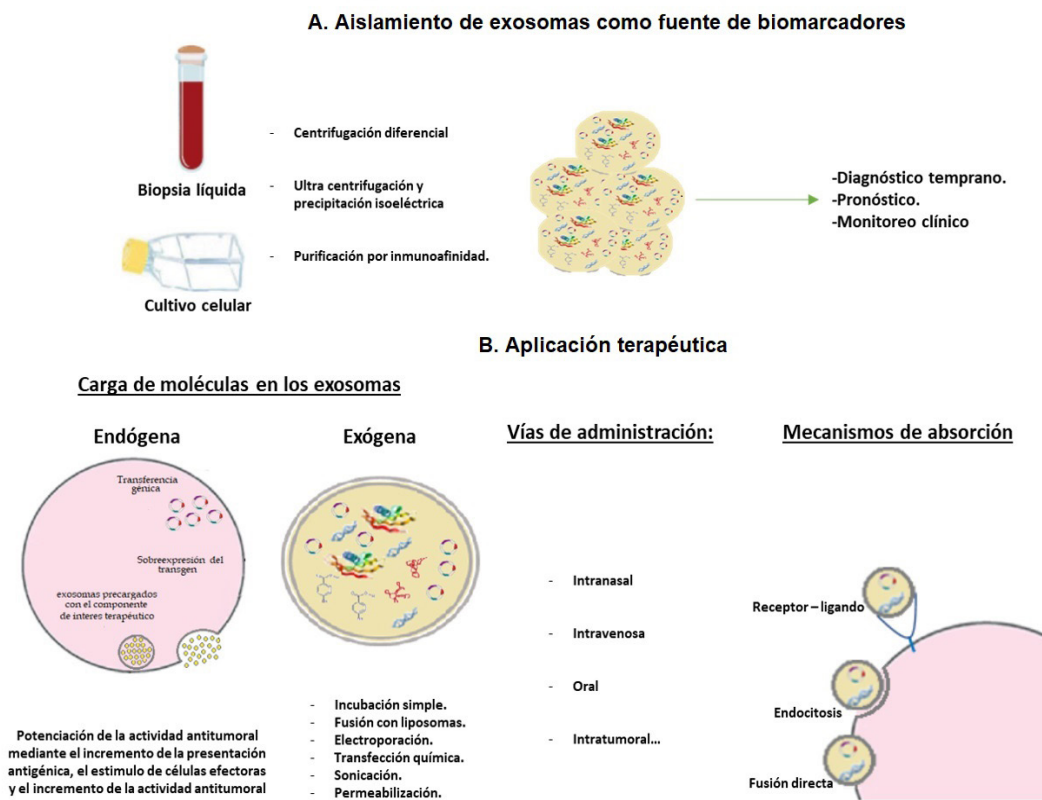 A. Aislamiento de exosomas como fuente de biomarcadores
Biopsia líquida
Cultivo celular
- Centrifugación diferencial
- Ultra centrifugación y
precipitación isoeléctrica
- Purificación por inmunoafinidad.
-Diagnóstico temprano.
-Pronóstico.
-Monitoreo clínico
B. Aplicación terapéutica
Carga de moléculas en los exosomas
Endógena
Transferencia
génica
Sobreexpresión del
transgen
exosomas precargados
con el componente
de interes terapéutico
Potenciación de la actividad antitumoral
mediante el incremento de la presentación
antigénica, el estimulo de células efectoras
y el incremento de la actividad antitumoral
Exógena
- Incubación simple.
- Fusión con liposomas.
- Electroporación.
- Transfección química.
- Sonicación.
- Permeabilización.
Vías de administración:
- Intranasal
- Intravenosa
- Oral
- Intratumoral...
Mecanismos de absorción
Receptor – ligando
Endocitosis
Fusión directa